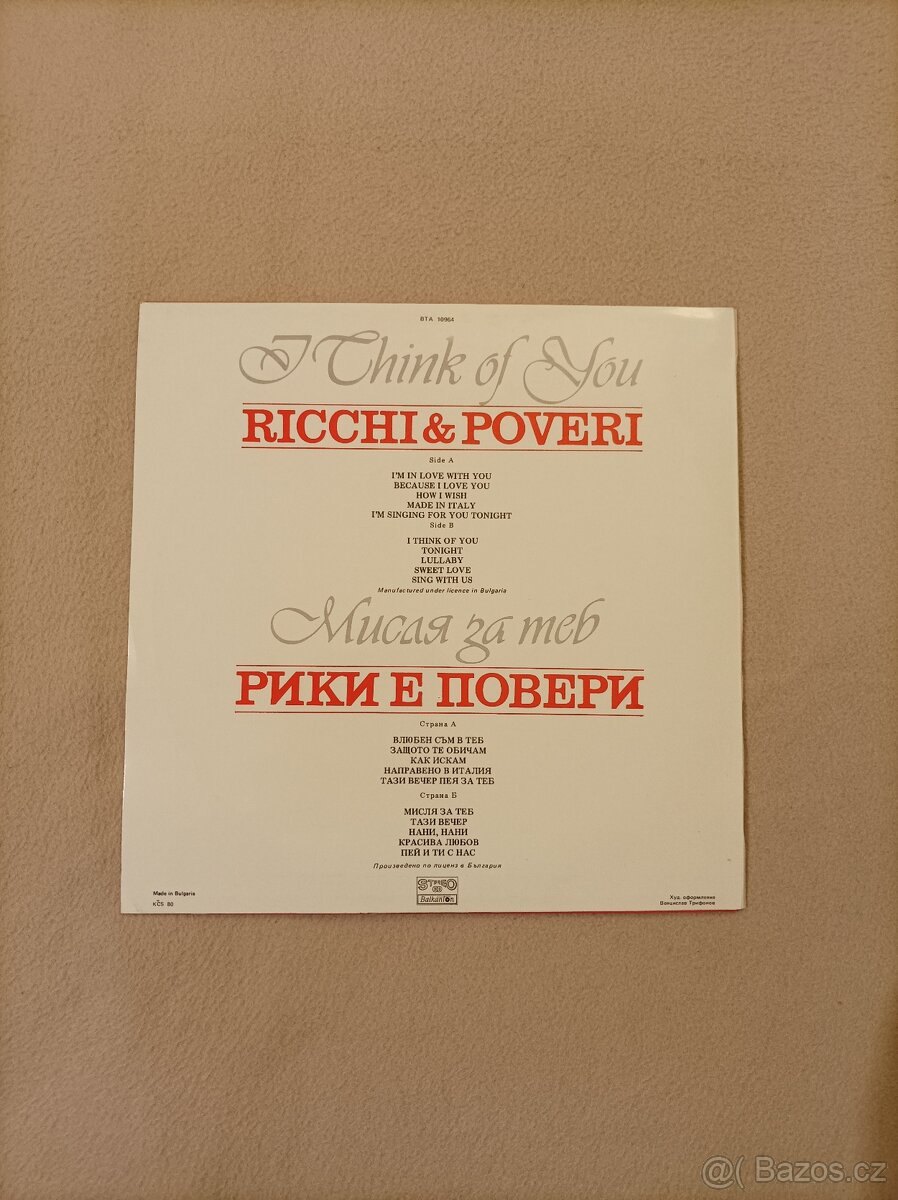 ВТА 10964
I Think of You
RICCHI & POVERI
Side A
I'M IN LOVE WITH YOU
BECAUSE I LOVE YOU
HOW I WISH
MADE IN ITALY
I'M SINGING FOR YOU TONIGHT
Side B
I THINK OF YOU
TONIGHT
LULLABY
SWEET LOVE
SING WITH US
Manufactured under licence in Bulgaria
Мисля за теб
РИКИ Е ПОВЕРИ
Страна А
ВЛЮБЕН СЪМ В ТЕБ
ЗАЩОТО ТЕ ОБИЧАМ
КАК ИСКАМ
НАПРАВЕНО В ИТАЛИЯ
ТАЗИ ВЕЧЕР ПЕЯ ЗА ТЕБ
Страна Б
МИСЛЯ ЗА ТЕБ
ТАЗИ ВЕЧЕР
НАНИ, НАНИ
КРАСИВА ЛЮБОВ
ПЕЙ И ТИ С НАС
Произведено по лиценз в България
STEREO
Balkanton
Made in Bulgaria
KČS 80
Худ. оформление
Ванцислав Трифонов
@( Bazos.cz